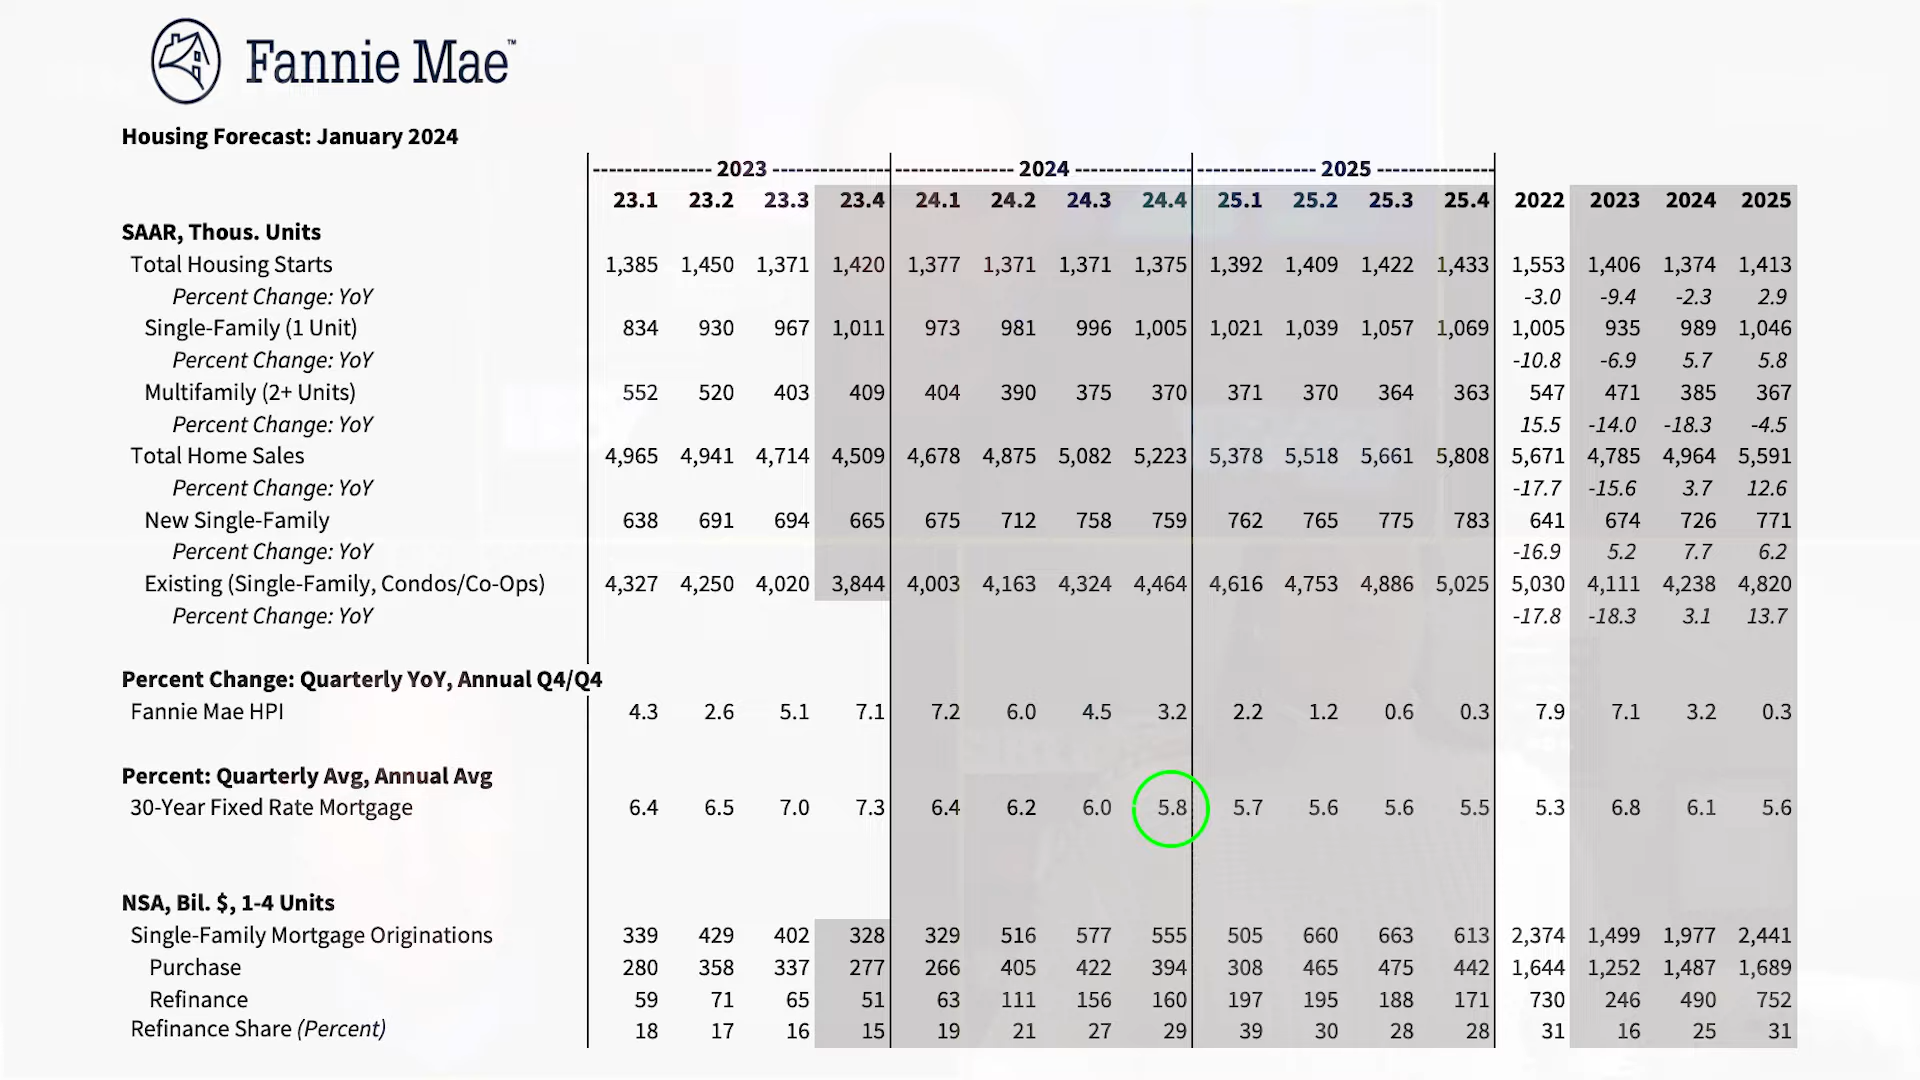 Fannie Mae™
Housing Forecast: January 2024
2023 2024 2025
23.1 23.2 23.3 23.4 24.1 24.2 24.3 24.4 25.1 25.2 25.3 25.4 2022 2023 2024 2025
SAAR, Thous. Units
Total Housing Starts 1,385 1,450 1,371 1,420 1,377 1,371 1,371 1,375 1,392 1,409 1,422 1,433 1,553 1,406 1,374 1,413
Percent Change: YoY -3.0 -9.4 -2.3 2.9
Single-Family (1 Unit) 834 930 967 1,011 973 981 996 1,005 1,021 1,039 1,057 1,069 1,005 935 989 1,046
Percent Change: YoY -10.8 -6.9 5.7 5.8
Multifamily (2+ Units) 552 520 403 409 404 390 375 370 371 370 364 363 547 471 385 367
Percent Change: YoY 15.5 -14.0 -18.3 -4.5
Total Home Sales 4,965 4,941 4,714 4,509 4,678 4,875 5,082 5,223 5,378 5,518 5,661 5,808 5,671 4,785 4,964 5,591
Percent Change: YoY -17.7 -15.6 3.7 12.6
New Single-Family 638 691 694 665 675 712 758 759 762 765 775 783 641 674 726 771
Percent Change: YoY -16.9 5.2 7.7 6.2
Existing (Single-Family, Condos/Co-Ops) 4,327 4,250 4,020 3,844 4,003 4,163 4,324 4,464 4,616 4,753 4,886 5,025 5,030 4,111 4,238 4,820
Percent Change: YoY -17.8 -18.3 3.1 13.7
Percent Change: Quarterly YoY, Annual Q4/Q4
Fannie Mae HPI 4.3 2.6 5.1 7.1 7.2 6.0 4.5 3.2 2.2 1.2 0.6 0.3 7.9 7.1 3.2 0.3
Percent: Quarterly Avg, Annual Avg
30-Year Fixed Rate Mortgage 6.4 6.5 7.0 7.3 6.4 6.2 6.0 5.8 5.7 5.6 5.6 5.5 5.3 6.8 6.1 5.6
NSA, Bil. $, 1-4 Units
Single-Family Mortgage Originations 339 429 402 328 329 516 577 555 505 660 663 613 2,374 1,499 1,977 2,441
Purchase 280 358 337 277 266 405 422 394 308 465 475 442 1,644 1,252 1,487 1,689
Refinance 59 71 65 51 63 111 156 160 197 195 188 171 730 246 490 752
Refinance Share (Percent) 18 17 16 15 19 21 27 29 39 30 28 28 31 16 25 31